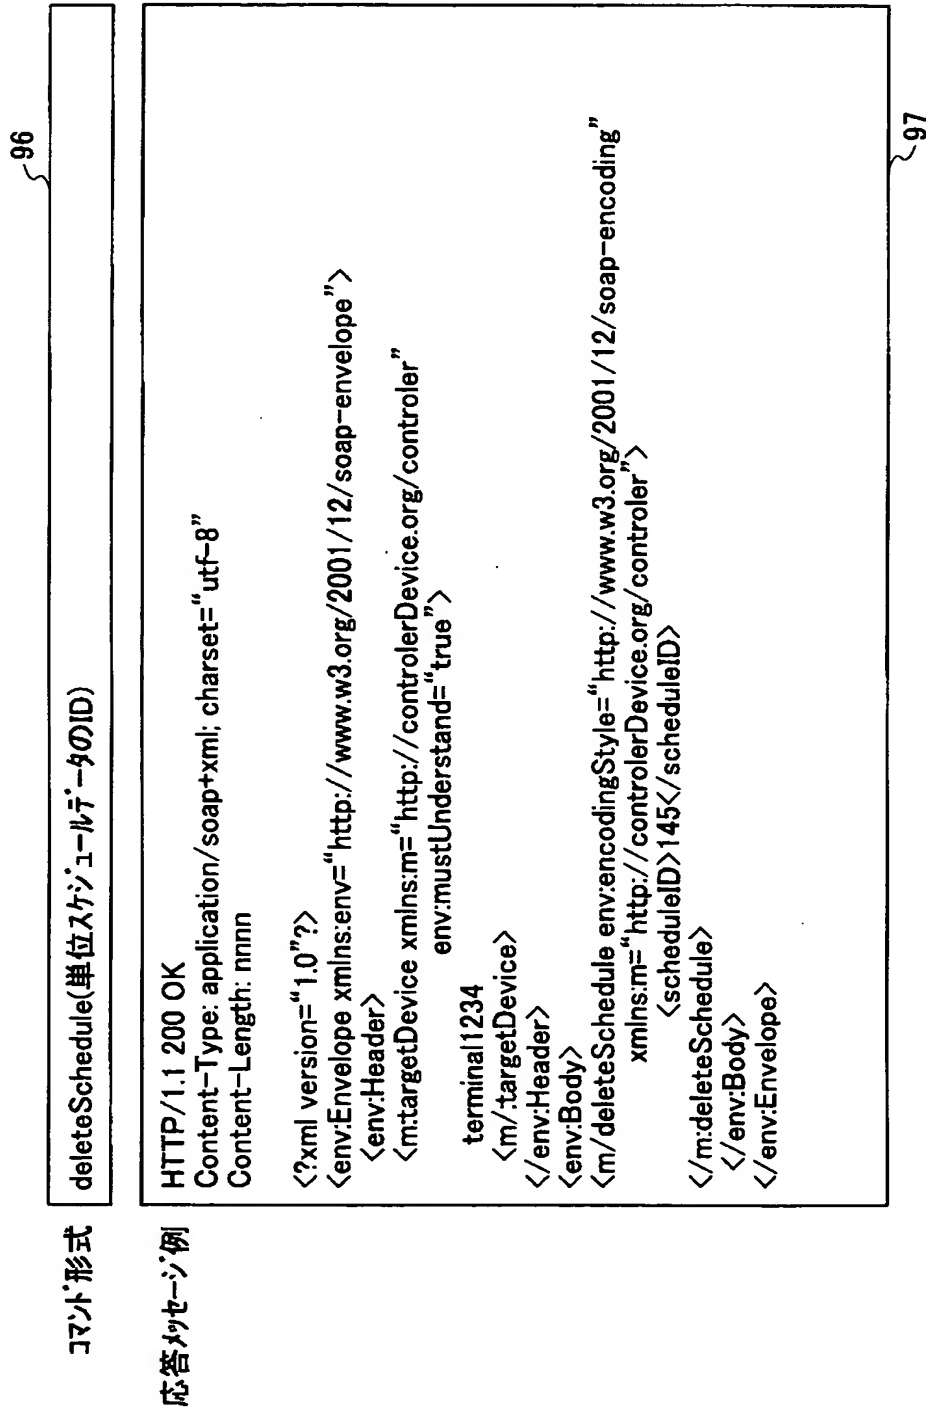 コマンド形式
deleteSchedule(単位スケジュールデータのID)
96
応答メッセージ例
HTTP/1.1 200 OK
Content-Type: application/soap+xml; charset=“utf-8”
Content-Length: nnnn
<?xml version=“1.0”?>
<env:Envelope xmlns:env=“http://www.w3.org/2001/12/soap-envelope”>
<env:Header>
<m:targetDevice xmlns:m=“http://controlerDevice.org/controler”
env:mustUnderstand=“true”>
terminal1234
<m/:targetDevice>
</env:Header>
<env:Body>
<m/deleteSchedule env:encodingStyle=“http://www.w3.org/2001/12/soap-encoding”
xmlns:m=“http://controlerDevice.org/controler”>
<scheduleID>145</scheduleID>
</m:deleteSchedule>
</env:Body>
</env:Envelope>
97